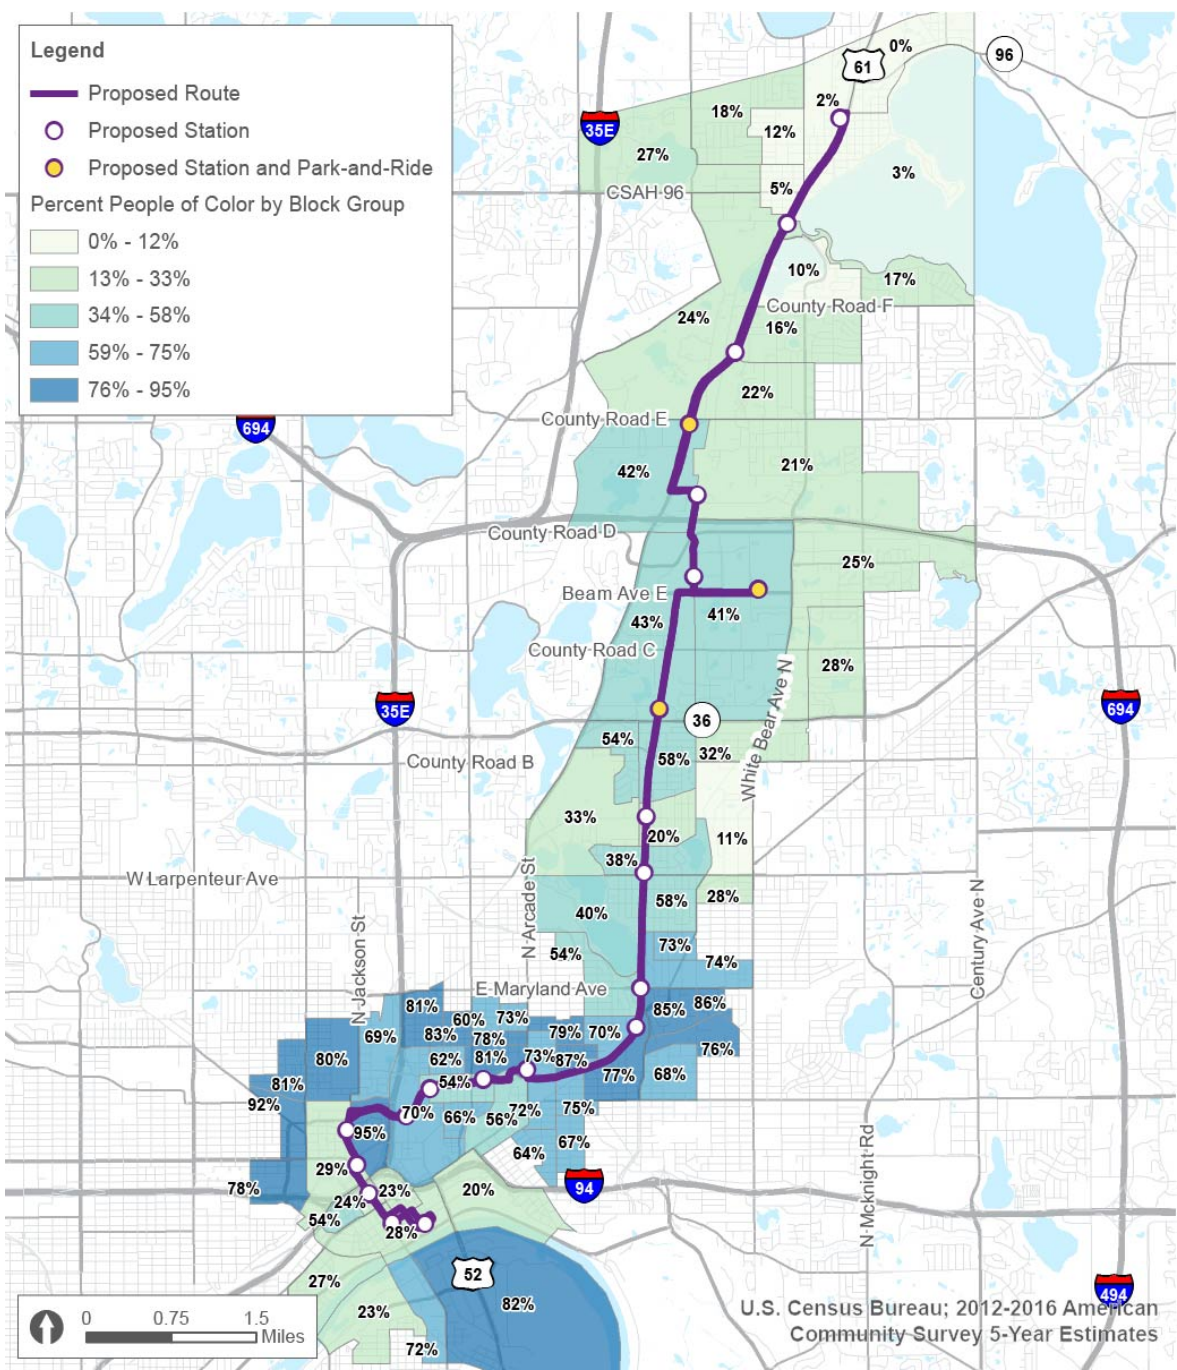 Legend
Proposed Route
Proposed Station
Proposed Station and Park-and-Ride
Percent People of Color by Block Group
0% - 12%
13% - 33%
34% - 58%
59% - 75%
76% - 95%
0%
61
96
2%
18%
35E
12%
27%
3%
5%
CSAH 96
10%
17%
County Road F
24%
16%
22%
County Road E
694
21%
42%
County Road D
25%
Beam Ave E
41%
43%
County Road C
28%
35E
694
36
54%
32%
58%
County Road B
White Bear Ave N
33%
20%
11%
38%
W Larpenteur Ave
28%
58%
40%
N Arcade St
Century Ave N
73%
54%
N Jackson St
74%
E Maryland Ave
81%
86%
85%
73%
60%
69%
83%
78%
79%
70%
76%
80%
62%
81%
73%
87%
68%
77%
81%
54%
92%
70%
66%
56%
72%
75%
95%
67%
64%
N Mcknight Rd
29%
78%
23%
20%
94
24%
54%
28%
27%
52
82%
494
23%
72%
0 0.75 1.5
Miles
U.S. Census Bureau; 2012-2016 American
Community Survey 5-Year Estimates